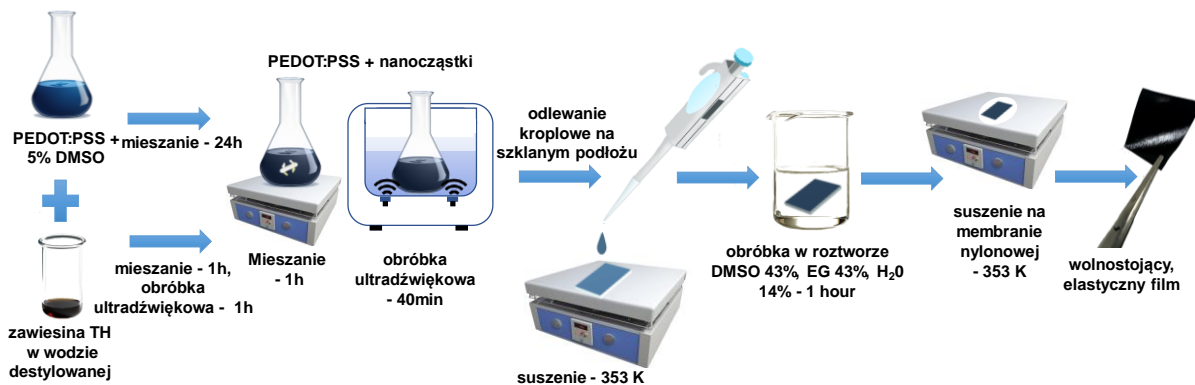 PEDOT:PSS +
5% DMSO
mieszanie - 24h
zawiesina TH
w wodzie
destylowanej
mieszanie - 1h,
obróbka
ultradźwiękowa - 1h
PEDOT:PSS + nanocząstki
Mieszanie
- 1h
obróbka
ultradźwiękowa
- 40min
odlewanie
kroplowe na
szklanym podłożu
suszenie - 353 K
obróbka w roztworze
DMSO 43%, EG 43%, H₂0
14% - 1 hour
suszenie na
membranie
nylonowej
- 353 K
wolnostojący,
elastyczny film